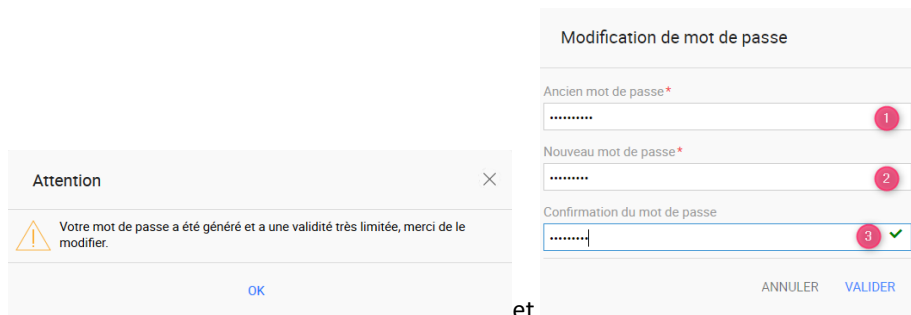 Attention
Votre mot de passe a été généré et a une validité très limitée, merci de le
modifier.
OK
et
Modification de mot de passe
Ancien mot de passe*
••••••••••
1
Nouveau mot de passe*
•••••••••
2
Confirmation du mot de passe
•••••••••
3
ANNULER VALIDER